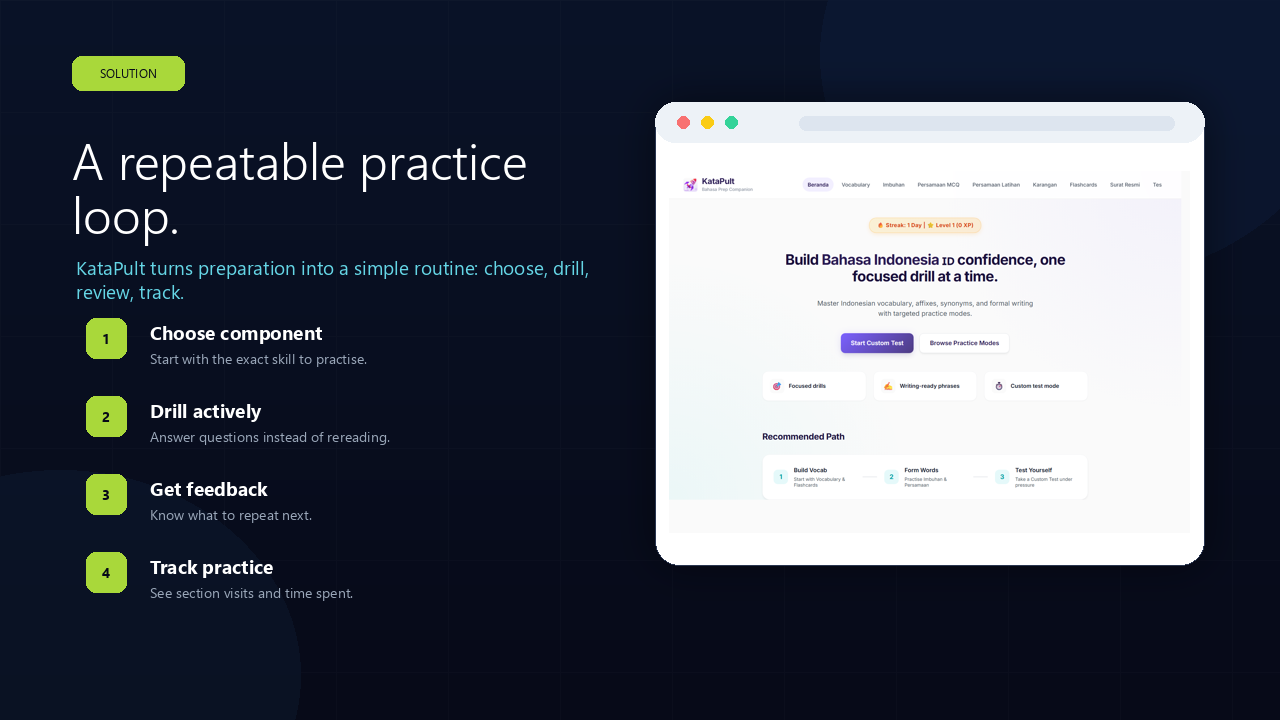 SOLUTION
A repeatable practice
loop.
KataPult turns preparation into a simple routine: choose, drill,
review, track.
1
Choose component
Start with the exact skill to practise.
2
Drill actively
Answer questions instead of rereading.
3
Get feedback
Know what to repeat next.
4
Track practice
See section visits and time spent.
KataPult
Bahasa Prep Companion
Beranda Vocabulary Imbuhan Persamaan MCQ Persamaan Latihan Karangan Flashcards Surat Resmi Tes
Streak: 1 Day | Level 1 (0 XP)
Build Bahasa Indonesia ID confidence, one
focused drill at a time.
Master Indonesian vocabulary, affixes, synonyms, and formal writing
with targeted practice modes.
Start Custom Test Browse Practice Modes
Focused drills Writing-ready phrases Custom test mode
Recommended Path
1 Build Vocab
Start with Vocabulary &
Flashcards
2 Form Words
Practise Imbuhan &
Persamaan
3 Test Yourself
Take a Custom Test under
pressure